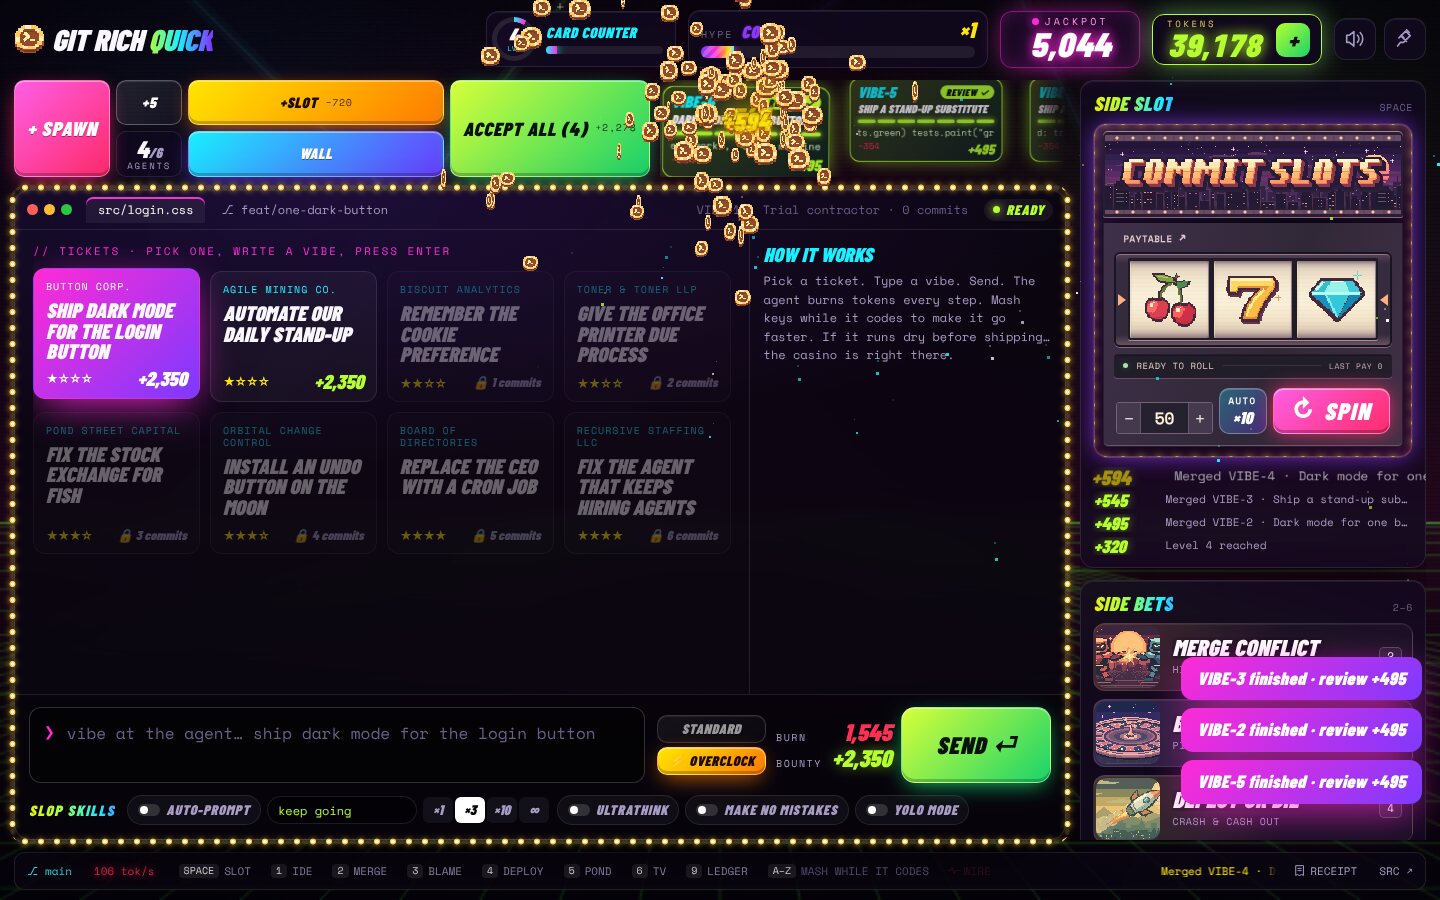 GIT RICH QUICK
CARD COUNTER
HYPE
×1
JACKPOT
5,044
TOKENS
39,178
+
+ SPAWN
+5
4/6
AGENTS
+SLOT -720
WALL
ACCEPT ALL (4)
+594
VIBE-5
REVIEW ✓
SHIP A STAND-UP SUBSTITUTE
ts.green) tests.paint("gr
-354
+495
SIDE SLOT
SPACE
COMMIT SLOTS
PAYTABLE ↗
7
READY TO ROLL
LAST PAY 0
− 50 +
AUTO
×10
SPIN
+594 Merged VIBE-4 · Dark mode for one
+545 Merged VIBE-3 · Ship a stand-up sub…
+495 Merged VIBE-2 · Dark mode for one b…
+320 Level 4 reached
src/login.css
feat/one-dark-button
Trial contractor · 0 commits
READY
// TICKETS · PICK ONE, WRITE A VIBE, PRESS ENTER
BUTTON CORP.
SHIP DARK MODE
FOR THE LOGIN
BUTTON
★☆☆☆ +2,350
AGILE MINING CO.
AUTOMATE OUR
DAILY STAND-UP
★☆☆☆ +2,350
BISCUIT ANALYTICS
REMEMBER THE
COOKIE
PREFERENCE
★★☆☆ 1 commits
TONER & TONER LLP
GIVE THE OFFICE
PRINTER DUE
PROCESS
★★☆☆ 2 commits
POND STREET CAPITAL
FIX THE STOCK
EXCHANGE FOR
FISH
★★★☆ 3 commits
ORBITAL CHANGE
CONTROL
INSTALL AN UNDO
BUTTON ON THE
MOON
★★★☆ 4 commits
BOARD OF
DIRECTORIES
REPLACE THE CEO
WITH A CRON JOB
★★★★ 5 commits
RECURSIVE STAFFING
LLC
FIX THE AGENT
THAT KEEPS
HIRING AGENTS
★★★★ 6 commits
HOW IT WORKS
Pick a ticket. Type a vibe. Send. The
agent burns tokens every step. Mash
keys while it codes to make it go
faster. If it runs dry before shipping…
the casino is right there.
❯ vibe at the agent… ship dark mode for the login button
STANDARD
OVERCLOCK
BURN 1,545
BOUNTY +2,350
SEND
SLOP SKILLS
AUTO-PROMPT
keep going
×1
×3
×10
∞
ULTRATHINK
MAKE NO MISTAKES
YOLO MODE
SIDE BETS
2–6
MERGE CONFLICT
VIBE-3 finished · review +495
VIBE-2 finished · review +495
VIBE-5 finished · review +495
4
CRASH & CASH OUT
main
106 tok/s
SPACE SLOT
1 IDE
2 MERGE
3 BLAME
4 DEPLOY
5 POND
6 TV
9 LEDGER
A–Z MASH WHILE IT CODES
WIRE
Merged VIBE-4 · D
RECEIPT
SRC ↗